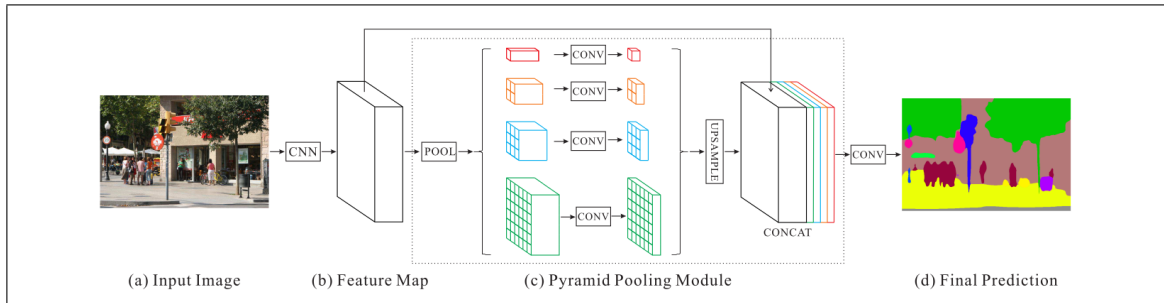 CNN
POOL
CONV
CONV
CONV
CONV
UPSAMPLE
CONCAT
CONV
(a) Input Image
(b) Feature Map
(c) Pyramid Pooling Module
(d) Final Prediction